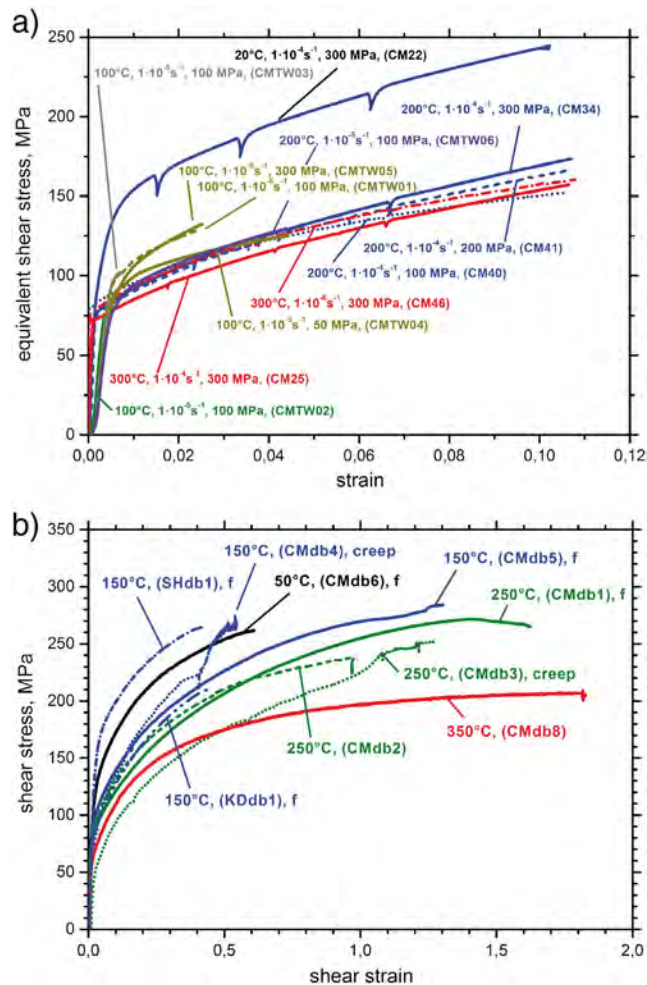 a)
250
200
150
100
50
0
equivalent shear stress, MPa
20°C, 1·10⁻⁴s⁻¹, 300 MPa, (CM22)
100°C, 1·10⁻⁵s⁻¹, 100 MPa, (CMTW03)
200°C, 1·10⁻⁴s⁻¹, 300 MPa, (CM34)
200°C, 1·10⁻⁵s⁻¹, 100 MPa, (CMTW06)
100°C, 1·10⁻⁵s⁻¹, 300 MPa, (CMTW05)
100°C, 1·10⁻⁵s⁻¹, 100 MPa, (CMTW01)
200°C, 1·10⁻⁴s⁻¹, 200 MPa, (CM41)
200°C, 1·10⁻⁴s⁻¹, 100 MPa, (CM40)
300°C, 1·10⁻⁶s⁻¹, 300 MPa, (CM46)
100°C, 1·10⁻⁵s⁻¹, 50 MPa, (CMTW04)
300°C, 1·10⁻⁴s⁻¹, 300 MPa, (CM25)
100°C, 1·10⁻⁵s⁻¹, 100 MPa, (CMTW02)
0,00 0,02 0,04 0,06 0,08 0,10 0,12
strain
b)
350
300
250
200
150
100
50
0
shear stress, MPa
150°C, (CMdb4), creep
150°C, (SHdb1), f
50°C, (CMdb6), f
150°C, (CMdb5), f
250°C, (CMdb1), f
250°C, (CMdb3), creep
250°C, (CMdb2)
350°C, (CMdb8)
150°C, (KDdb1), f
0,0 0,5 1,0 1,5 2,0
shear strain